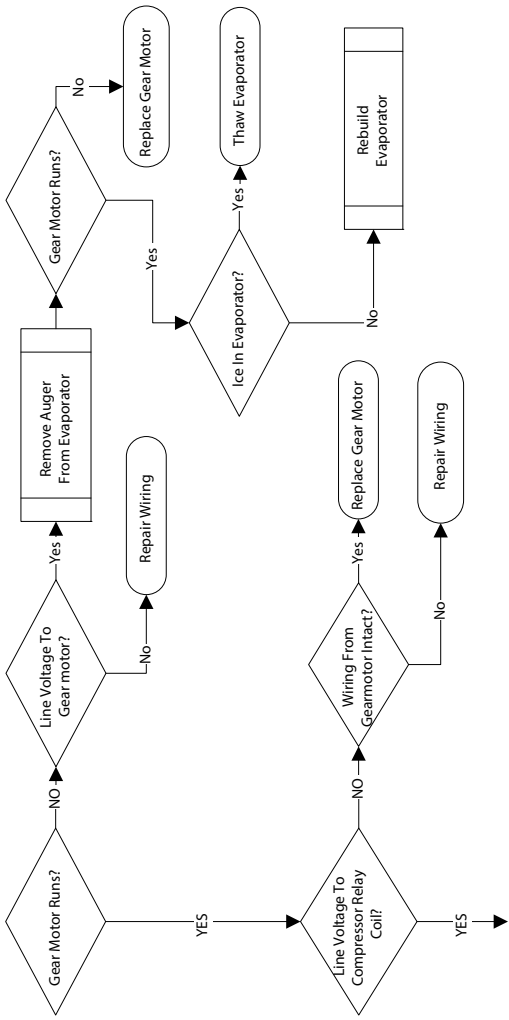 Gear Motor Runs?
NO
Line Voltage To
Gear motor?
Yes
Remove Auger
From Evaporator
Gear Motor Runs?
No
Replace Gear Motor
No
Repair Wiring
Yes
Ice In Evaporator?
Yes
Thaw Evaporator
No
Rebuild
Evaporator
YES
Line Voltage To
Compressor Relay
Coil?
NO
Wiring From
Gearmotor Intact?
Yes
Replace Gear Motor
No
Repair Wiring
YES